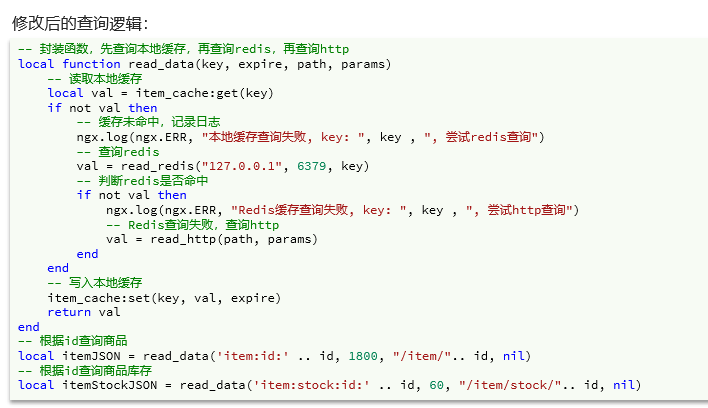 修改后的查询逻辑：
-- 封装函数，先查询本地缓存，再查询redis，再查询http
local function read_data(key, expire, path, params)
    -- 读取本地缓存
    local val = item_cache:get(key)
    if not val then
        -- 缓存未命中，记录日志
        ngx.log(ngx.ERR, "本地缓存查询失败, key: ", key , ", 尝试redis查询")
        -- 查询redis
        val = read_redis("127.0.0.1", 6379, key)
        -- 判断redis是否命中
        if not val then
            ngx.log(ngx.ERR, "Redis缓存查询失败, key: ", key , ", 尝试http查询")
            -- Redis查询失败，查询http
            val = read_http(path, params)
        end
    end
    -- 写入本地缓存
    item_cache:set(key, val, expire)
    return val
end
-- 根据id查询商品
local itemJSON = read_data('item:id:' .. id, 1800, "/item/".. id, nil)
-- 根据id查询商品库存
local itemStockJSON = read_data('item:stock:id:' .. id, 60, "/item/stock/".. id, nil)